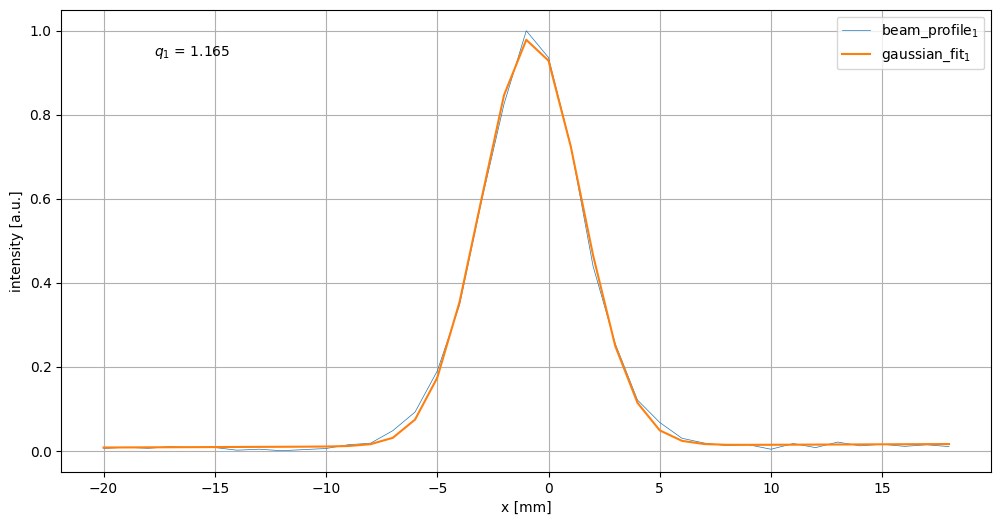 q₁ = 1.165
beam_profile₁
gaussian_fit₁
intensity [a.u.]
1.0
0.8
0.6
0.4
0.2
0.0
−20 −15 −10 −5 0 5 10 15
x [mm]